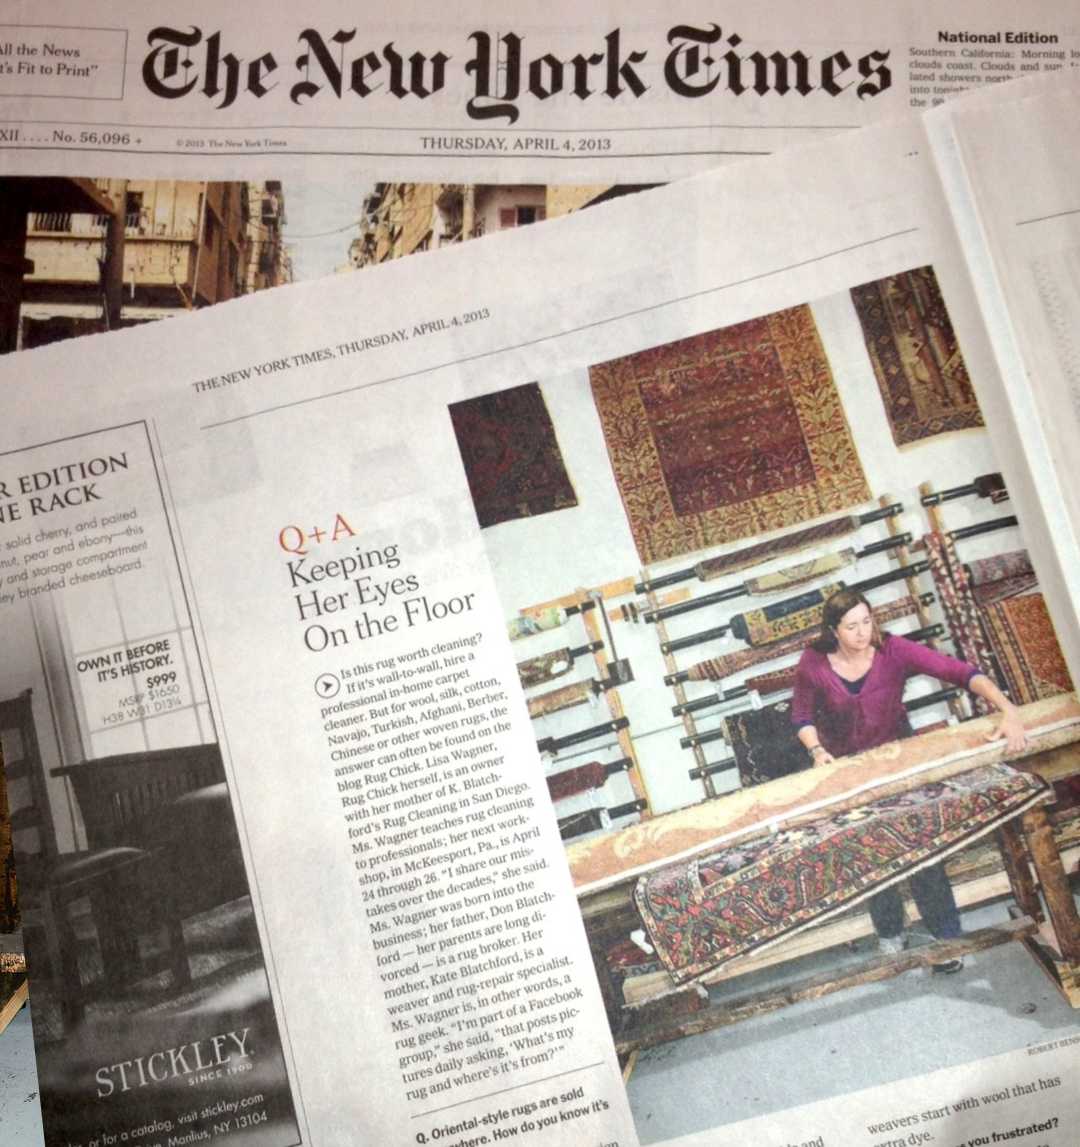 All the News
t's Fit to Print"
The New York Times
National Edition
Southern California: Morning
clouds coast. Clouds and
lated showers
into
the
XII .... No. 56,096 +
© 2013 The New York Times
THURSDAY, APRIL 4, 2013
THE NEW YORK TIMES, THURSDAY, APRIL 4, 2013
R EDITION
NE RACK
solid cherry, and paired
nut, pear and ebony—this
y and storage compartment
ley branded cheeseboard.
OWN IT BEFORE
IT'S HISTORY.
$999
MSRP $1650
H38 W31 D13¼
STICKLEY
SINCE 1900
or for a catalog, visit stickley.com
Manlius, NY 13104
Q+A
Keeping
Her Eyes
On the Floor
Is this rug worth cleaning?
If it's wall-to-wall, hire a
professional in-home carpet
cleaner. But for wool, silk, cotton,
Navajo, Turkish, Afghani, Berber,
Chinese or other woven rugs, the
answer can often be found on the
blog Rug Chick. Lisa Wagner,
Rug Chick herself, is an owner
with her mother of K. Blatch-
ford's Rug Cleaning in San Diego.
Ms. Wagner teaches rug cleaning
to professionals; her next work-
shop, in McKeesport, Pa., is April
24 through 26. "I share our mis-
takes over the decades," she said.
Ms. Wagner was born into the
business; her father, Don Blatch-
ford — her parents are long di-
vorced — is a rug broker. Her
mother, Kate Blatchford, is a
weaver and rug-repair specialist.
Ms. Wagner is, in other words, a
rug geek. "I'm part of a Facebook
group," she said, "that posts pic-
tures daily asking, 'What's my
rug and where's it's from?'"
Q. Oriental-style rugs are sold
where. How do you know it's
ROBERT BENS
weavers start with wool that has
xtra dye.
you frustrated?
and